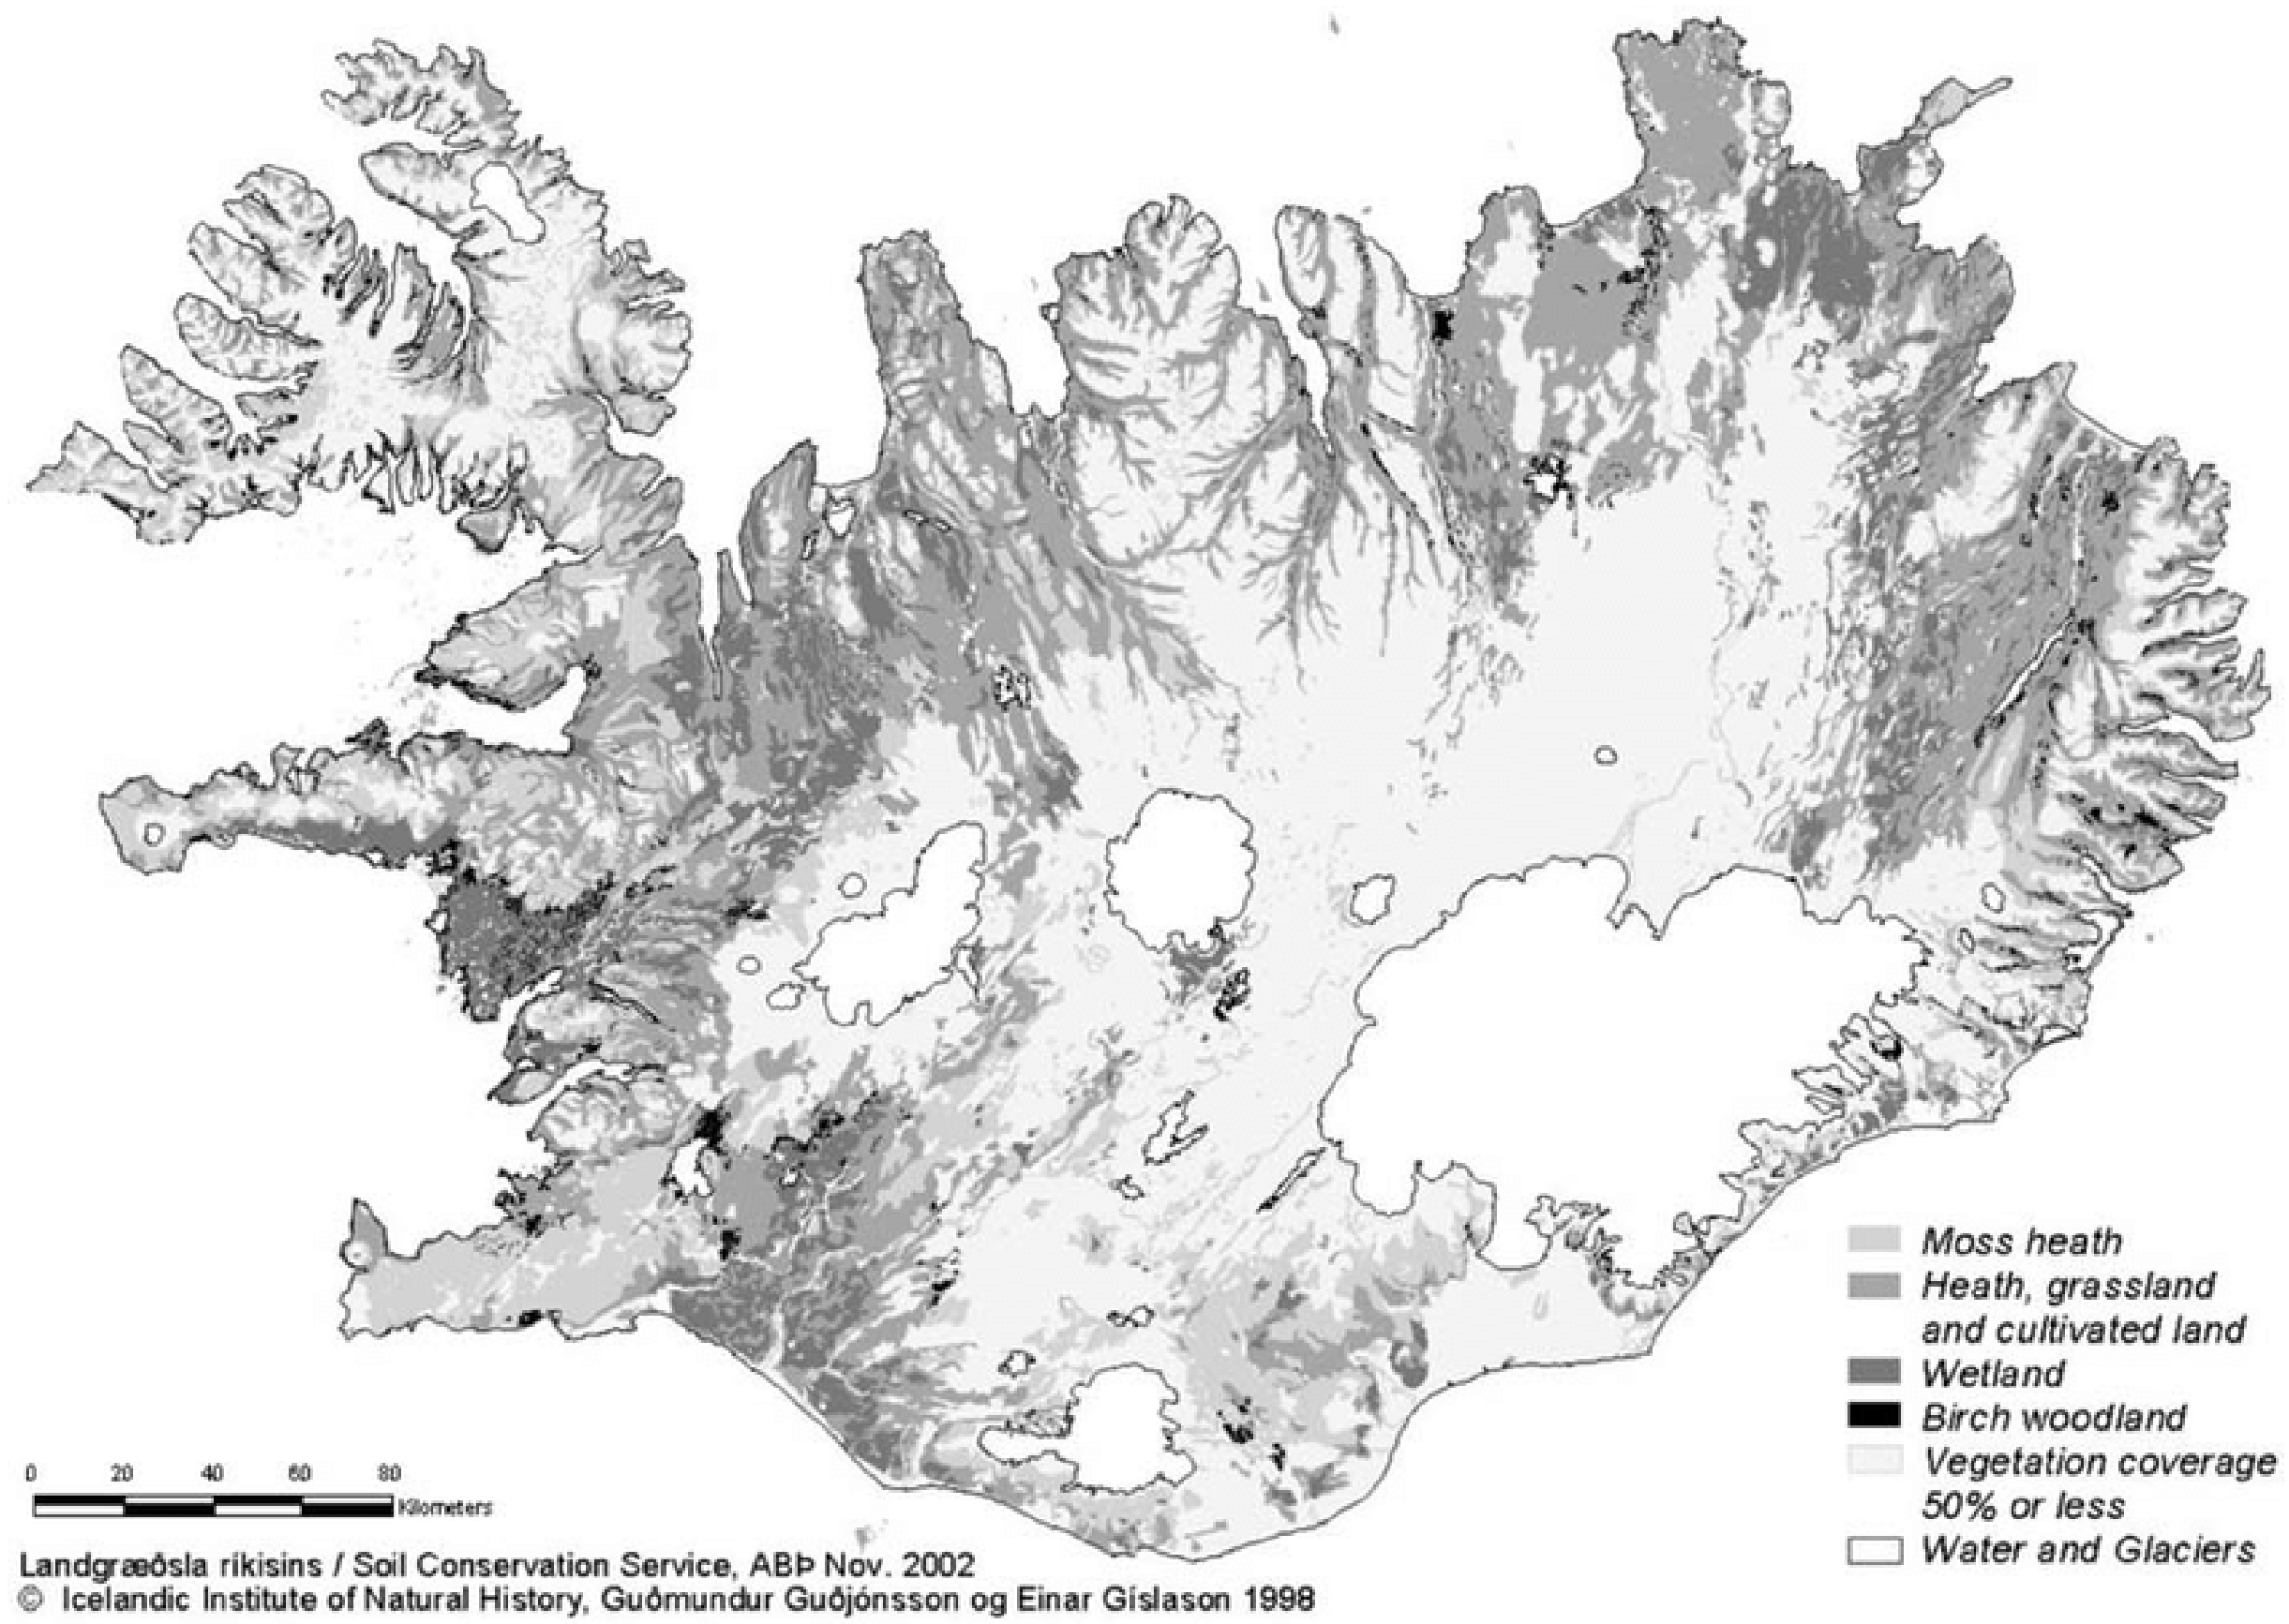 Moss heath
Heath, grassland
and cultivated land
Wetland
Birch woodland
Vegetation coverage
50% or less
Water and Glaciers
0 20 40 60 80
Kilometers
Landgræðsla ríkisins / Soil Conservation Service, ABÞ Nov. 2002
© Icelandic Institute of Natural History, Guðmundur Guðjónsson og Einar Gíslason 1998